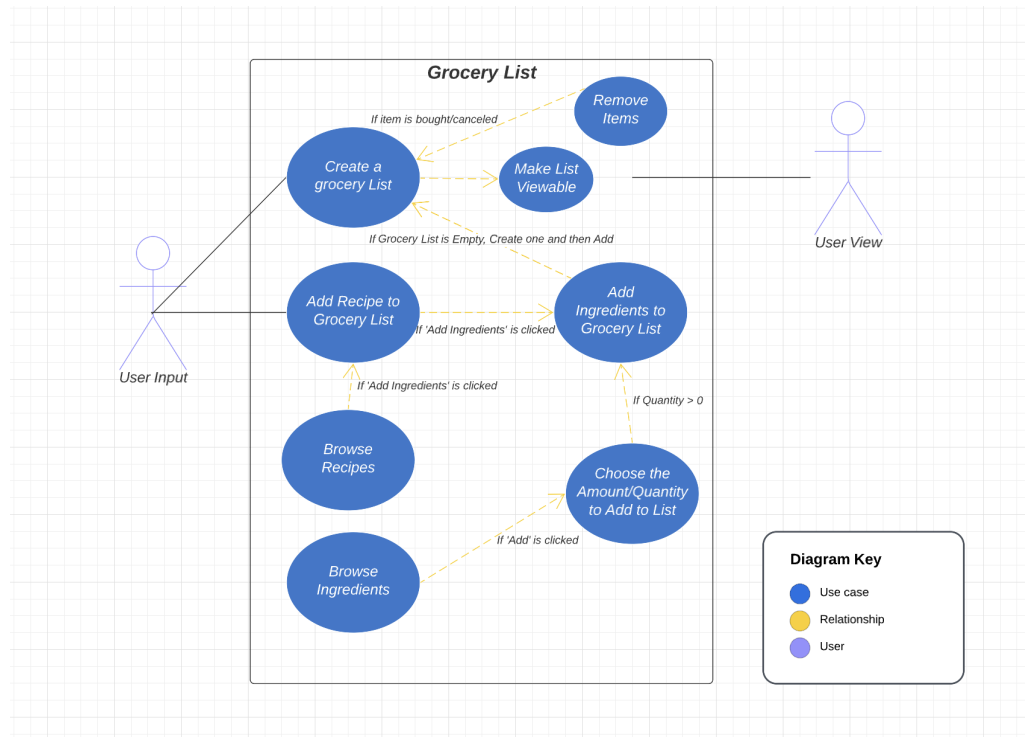 Grocery List
Remove
Items
If item is bought/canceled
Create a
grocery List
Make List
Viewable
User View
If Grocery List is Empty, Create one and then Add
Add Recipe to
Grocery List
Add
Ingredients to
Grocery List
If 'Add Ingredients' is clicked
User Input
If 'Add Ingredients' is clicked
If Quantity > 0
Browse
Recipes
Choose the
Amount/Quantity
to Add to List
If 'Add' is clicked
Browse
Ingredients
Diagram Key
Use case
Relationship
User